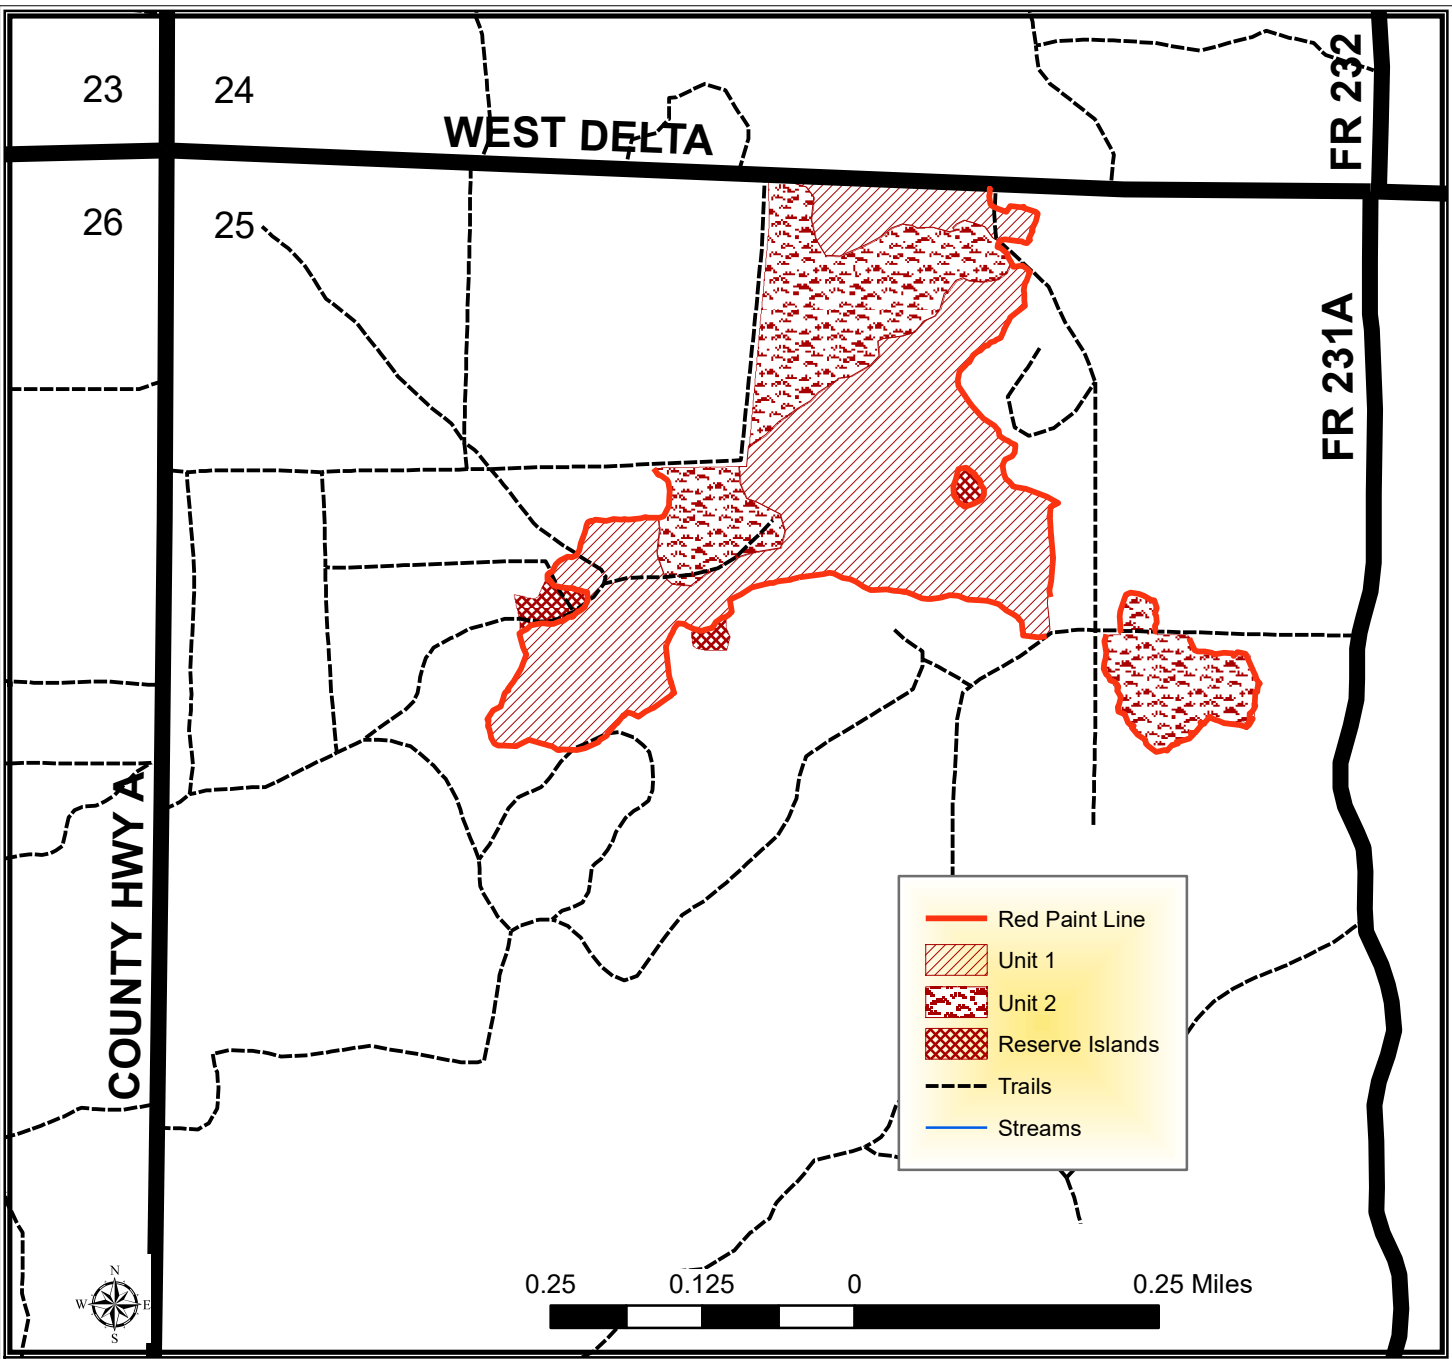 23
24
WEST DELTA
FR 232
26
25
FR 231A
COUNTY HWY A
Red Paint Line
Unit 1
Unit 2
Reserve Islands
Trails
Streams
N
W E
S
0.25 0.125 0 0.25 Miles